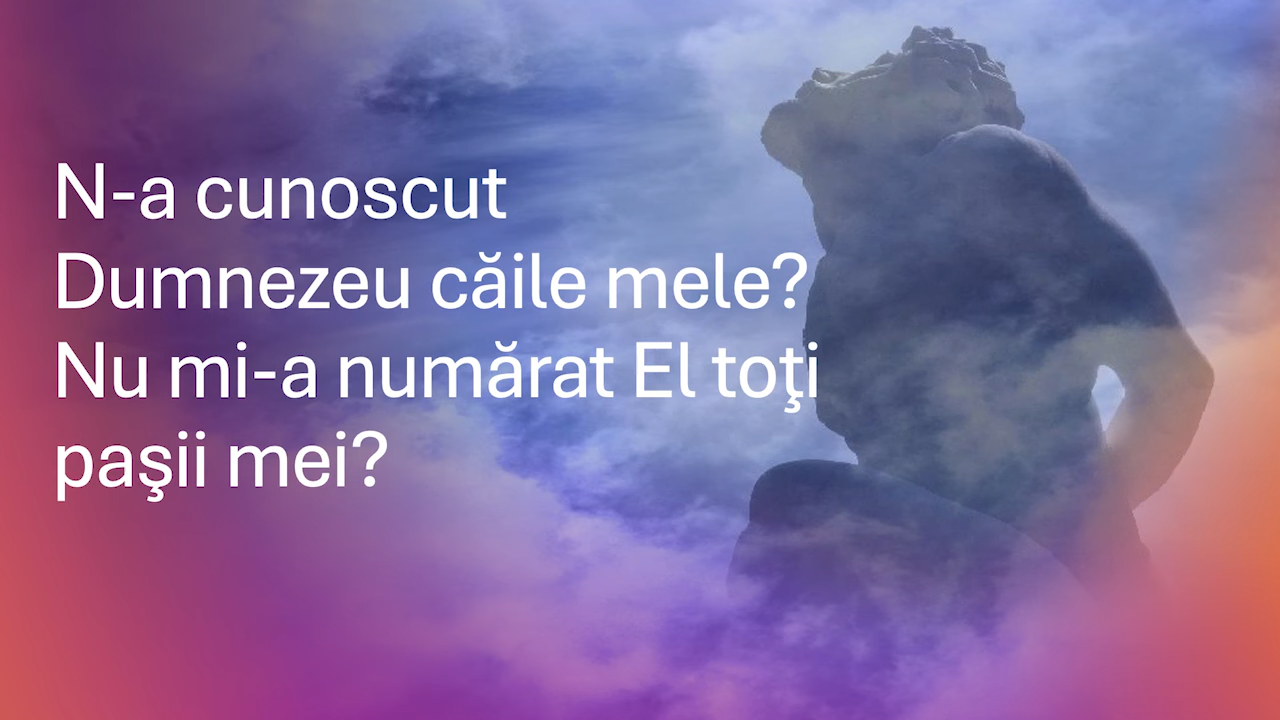 N-a cunoscut
Dumnezeu căile mele?
Nu mi-a numărat El toţi
paşii mei?